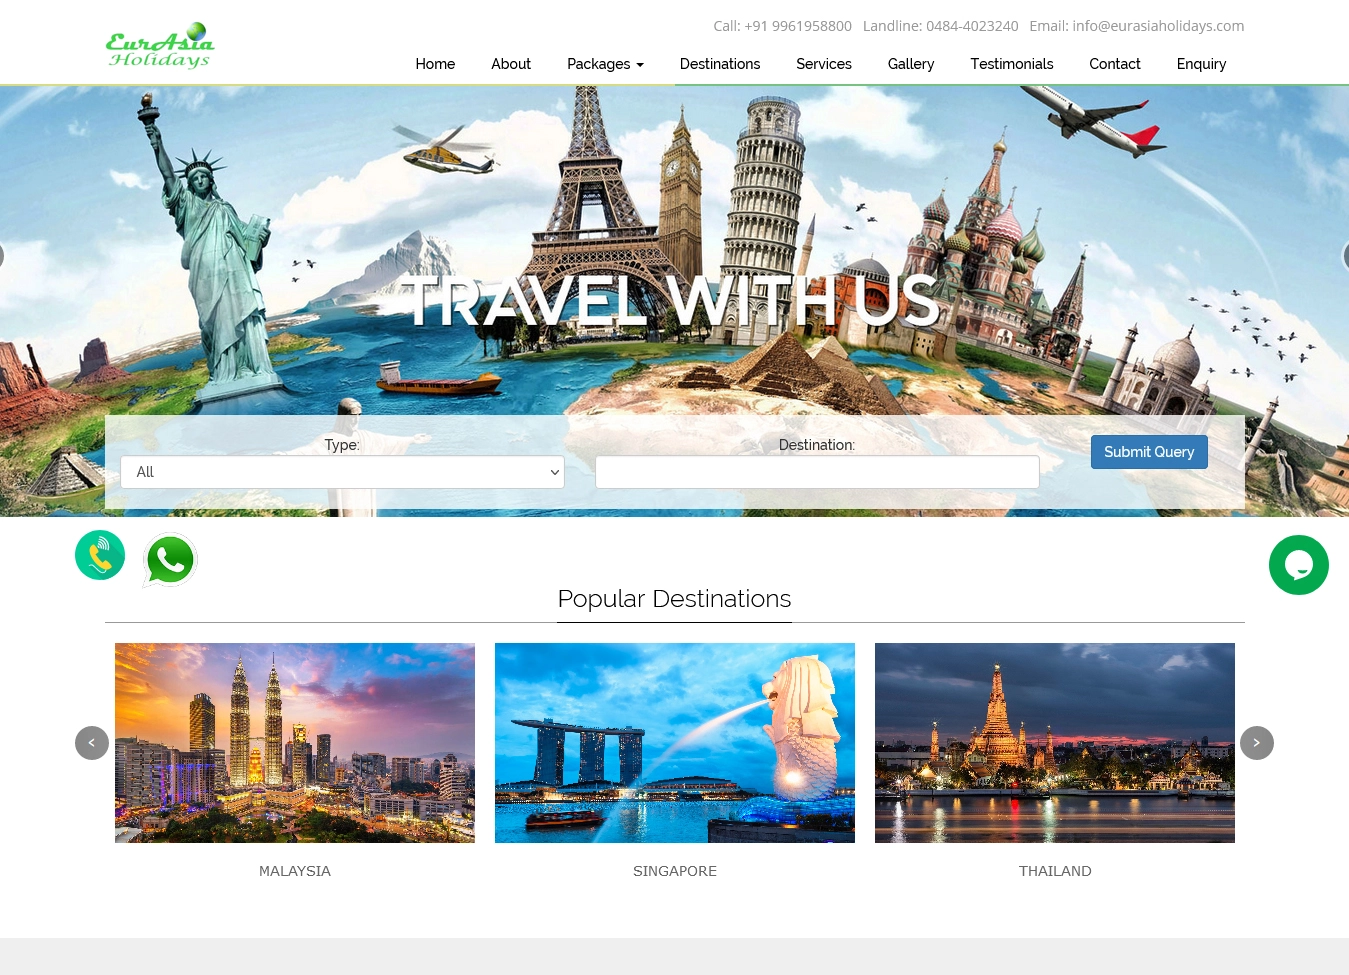 EurAsia
Holidays
Call: +91 9961958800 Landline: 0484-4023240 Email: info@eurasiaholidays.com
Home About Packages Destinations Services Gallery Testimonials Contact Enquiry
TRAVEL WITH US
Type: Destination:
All
Submit Query
Popular Destinations
MALAYSIA SINGAPORE THAILAND